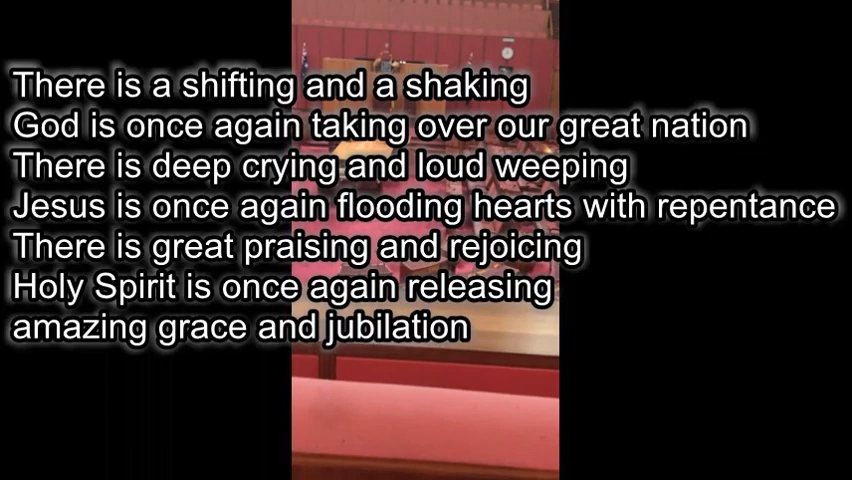 There is a shifting and a shaking
God is once again taking over our great nation
There is deep crying and loud weeping
Jesus is once again flooding hearts with repentance
There is great praising and rejoicing
Holy Spirit is once again releasing
amazing grace and jubilation